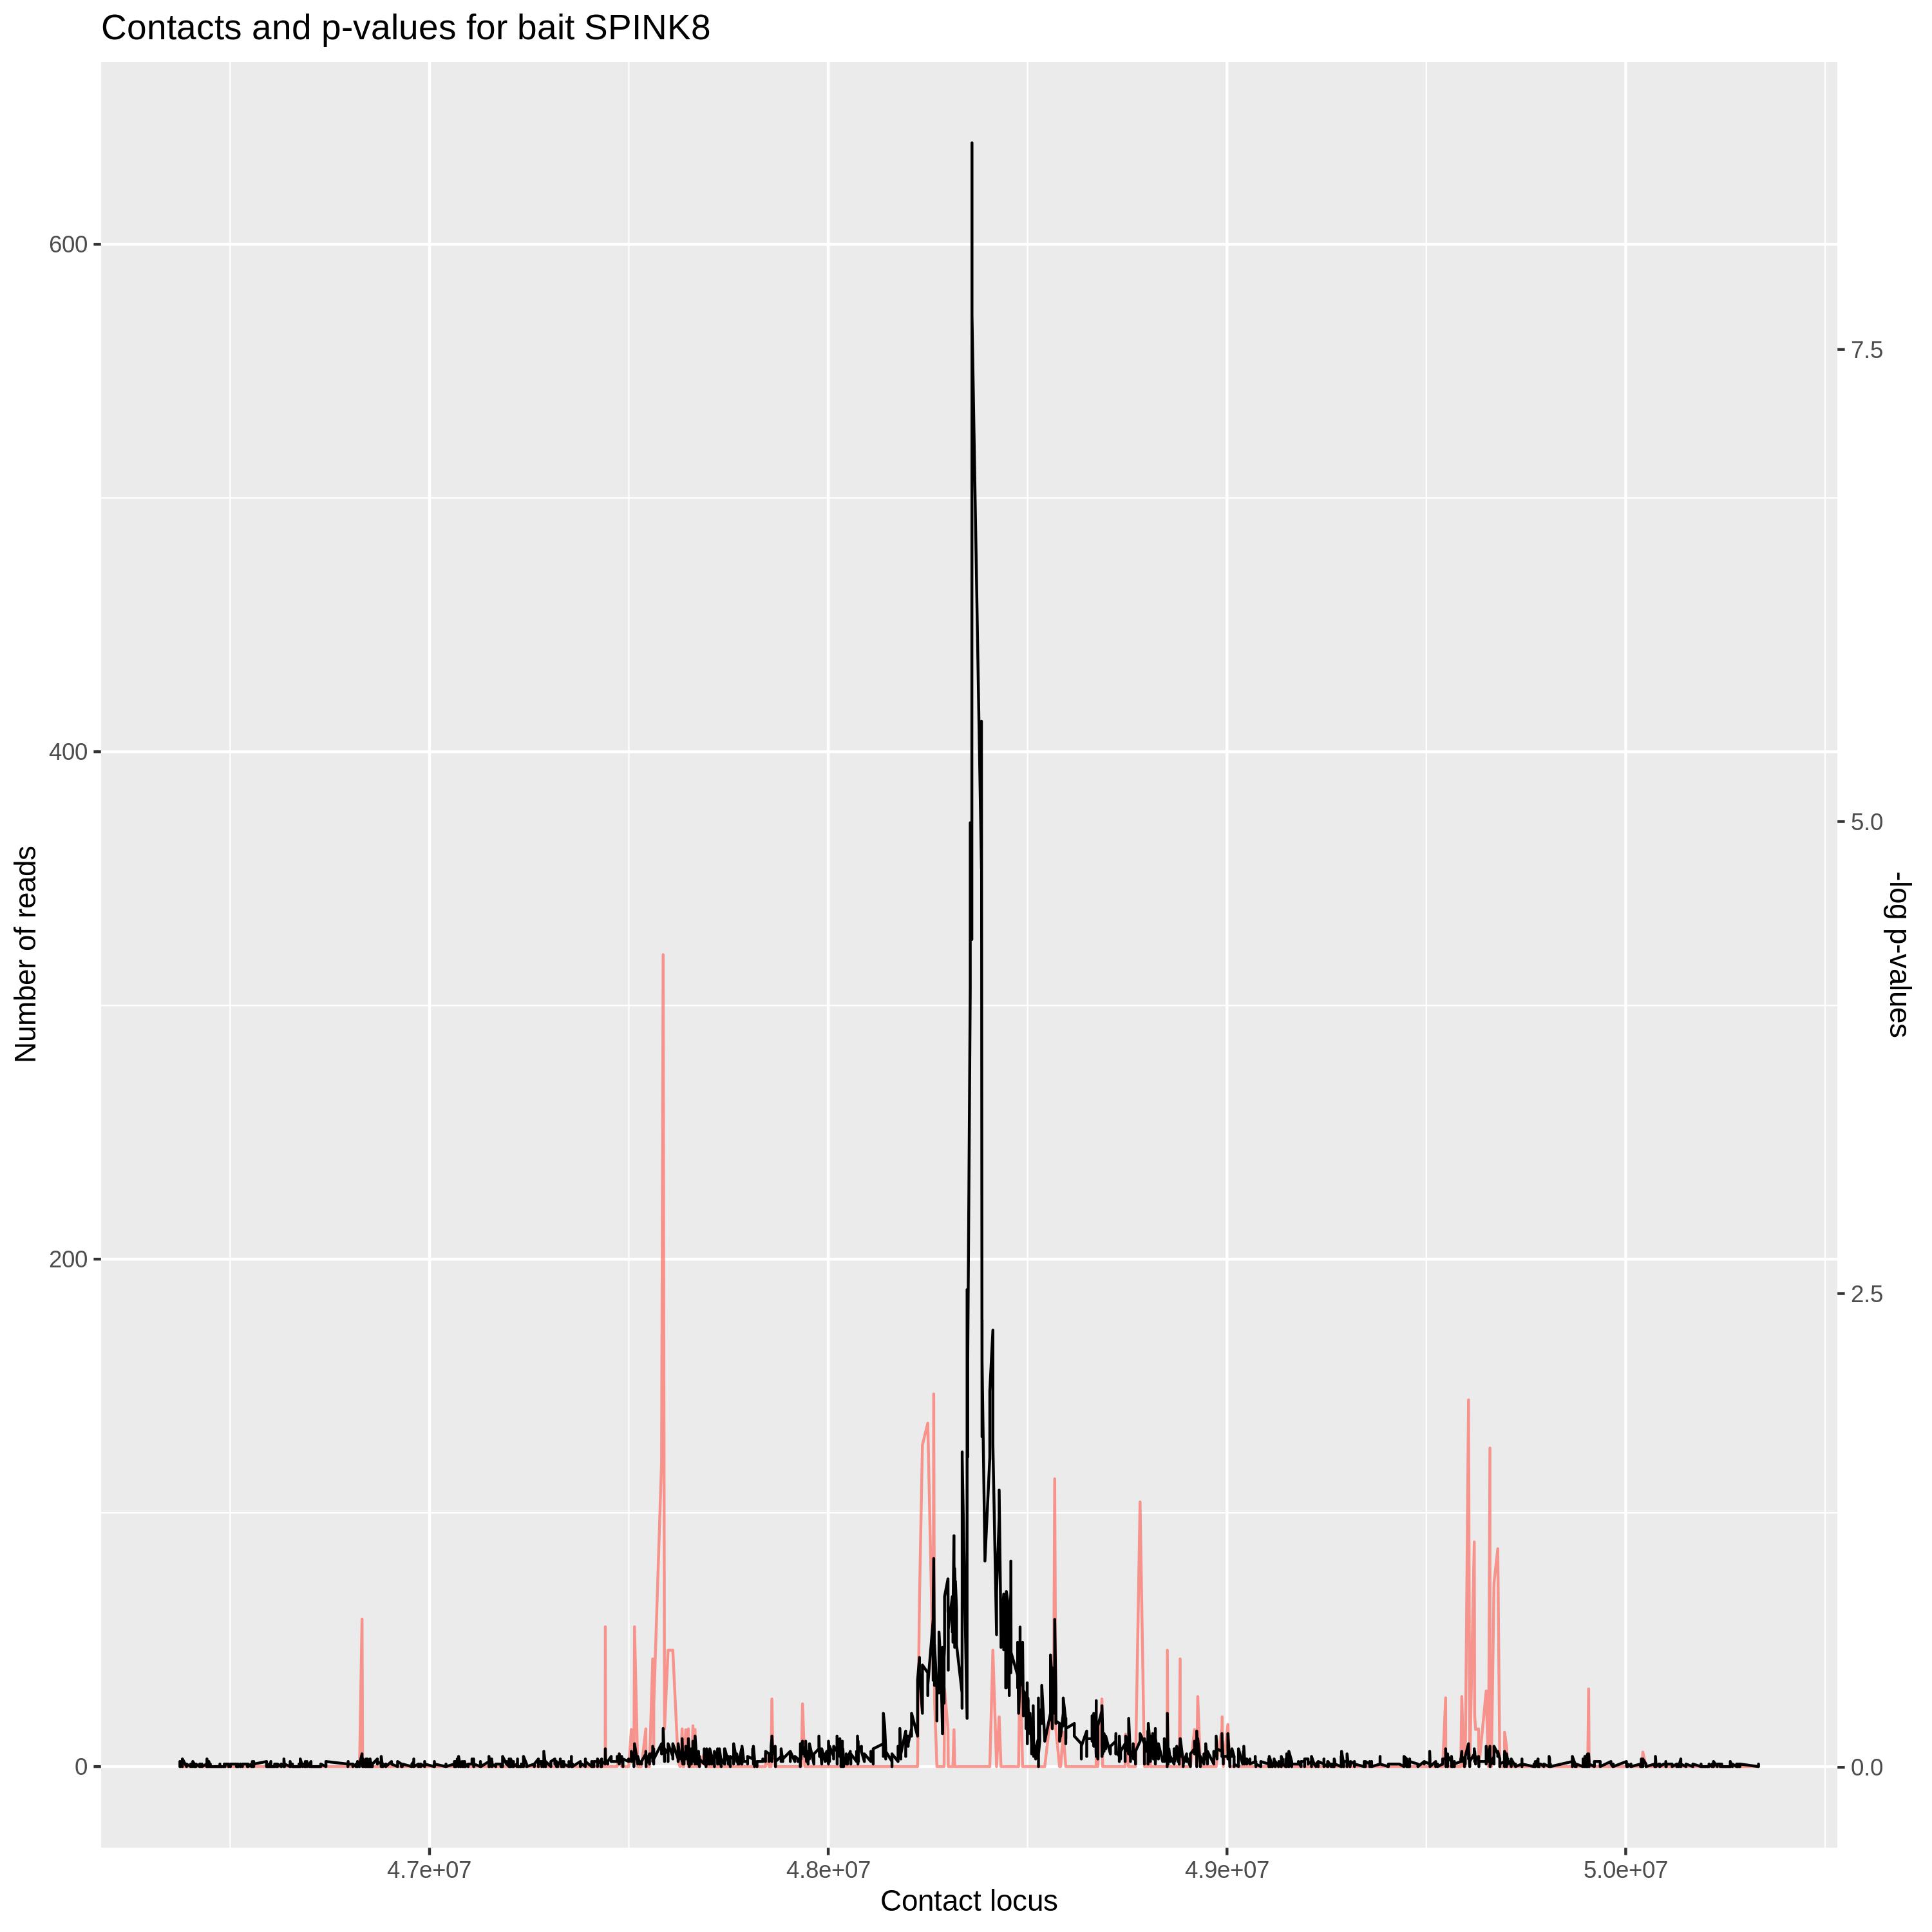 Contacts and p-values for bait SPINK8
600
400
200
0
Number of reads
7.5
5.0
2.5
0.0
-log p-values
4.7e+07
4.8e+07
4.9e+07
5.0e+07
Contact locus